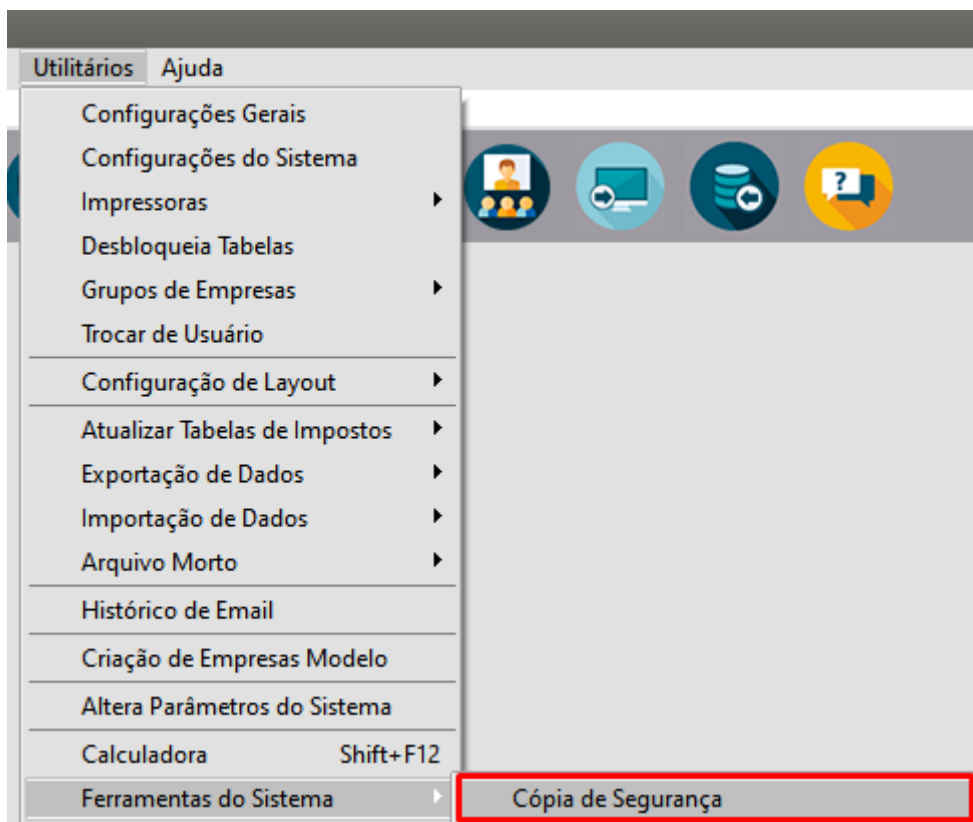 Utilitários Ajuda
Configurações Gerais
Configurações do Sistema
Impressoras
Desbloqueia Tabelas
Grupos de Empresas
Trocar de Usuário
Configuração de Layout
Atualizar Tabelas de Impostos
Exportação de Dados
Importação de Dados
Arquivo Morto
Histórico de Email
Criação de Empresas Modelo
Altera Parâmetros do Sistema
Calculadora Shift+F12
Ferramentas do Sistema Cópia de Segurança
?